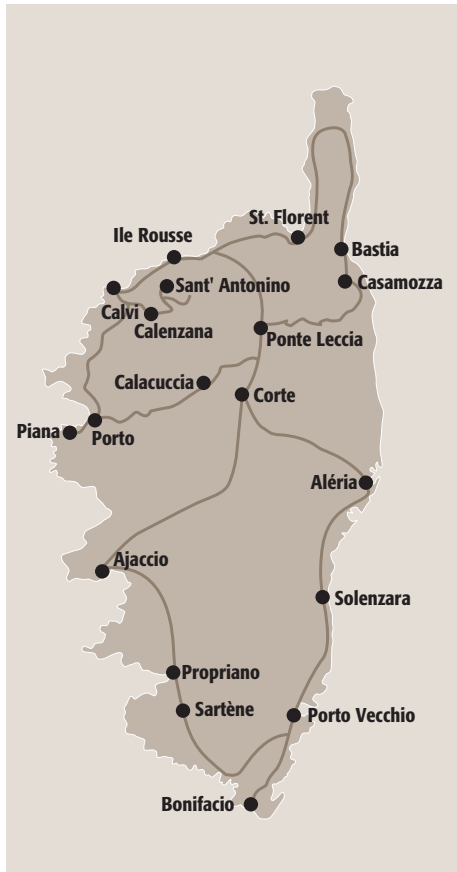 St. Florent
Ile Rousse
Bastia
Casamozza
Sant' Antonino
Calvi
Calenzana
Ponte Leccia
Calacuccia
Corte
Piana
Porto
Aléria
Ajaccio
Solenzara
Propriano
Sartène
Porto Vecchio
Bonifacio